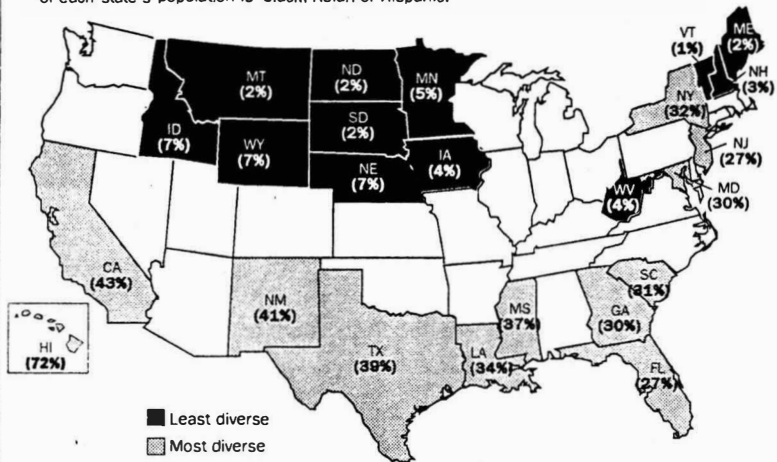 of each state's population is Black, Asian or Hispanic.
VT
(1%)
ME
(2%)
NH
(3%)
MT
(2%)
ND
(2%)
MN
(5%)
NY
(32%)
ID
(7%)
WY
(7%)
SD
(2%)
NJ
(27%)
NE
(7%)
IA
(4%)
WV
(4%)
MD
(30%)
CA
(43%)
NM
(41%)
SC
(31%)
MS
(37%)
GA
(30%)
HI
(72%)
TX
(39%)
LA
(34%)
FL
(27%)
Least diverse
Most diverse